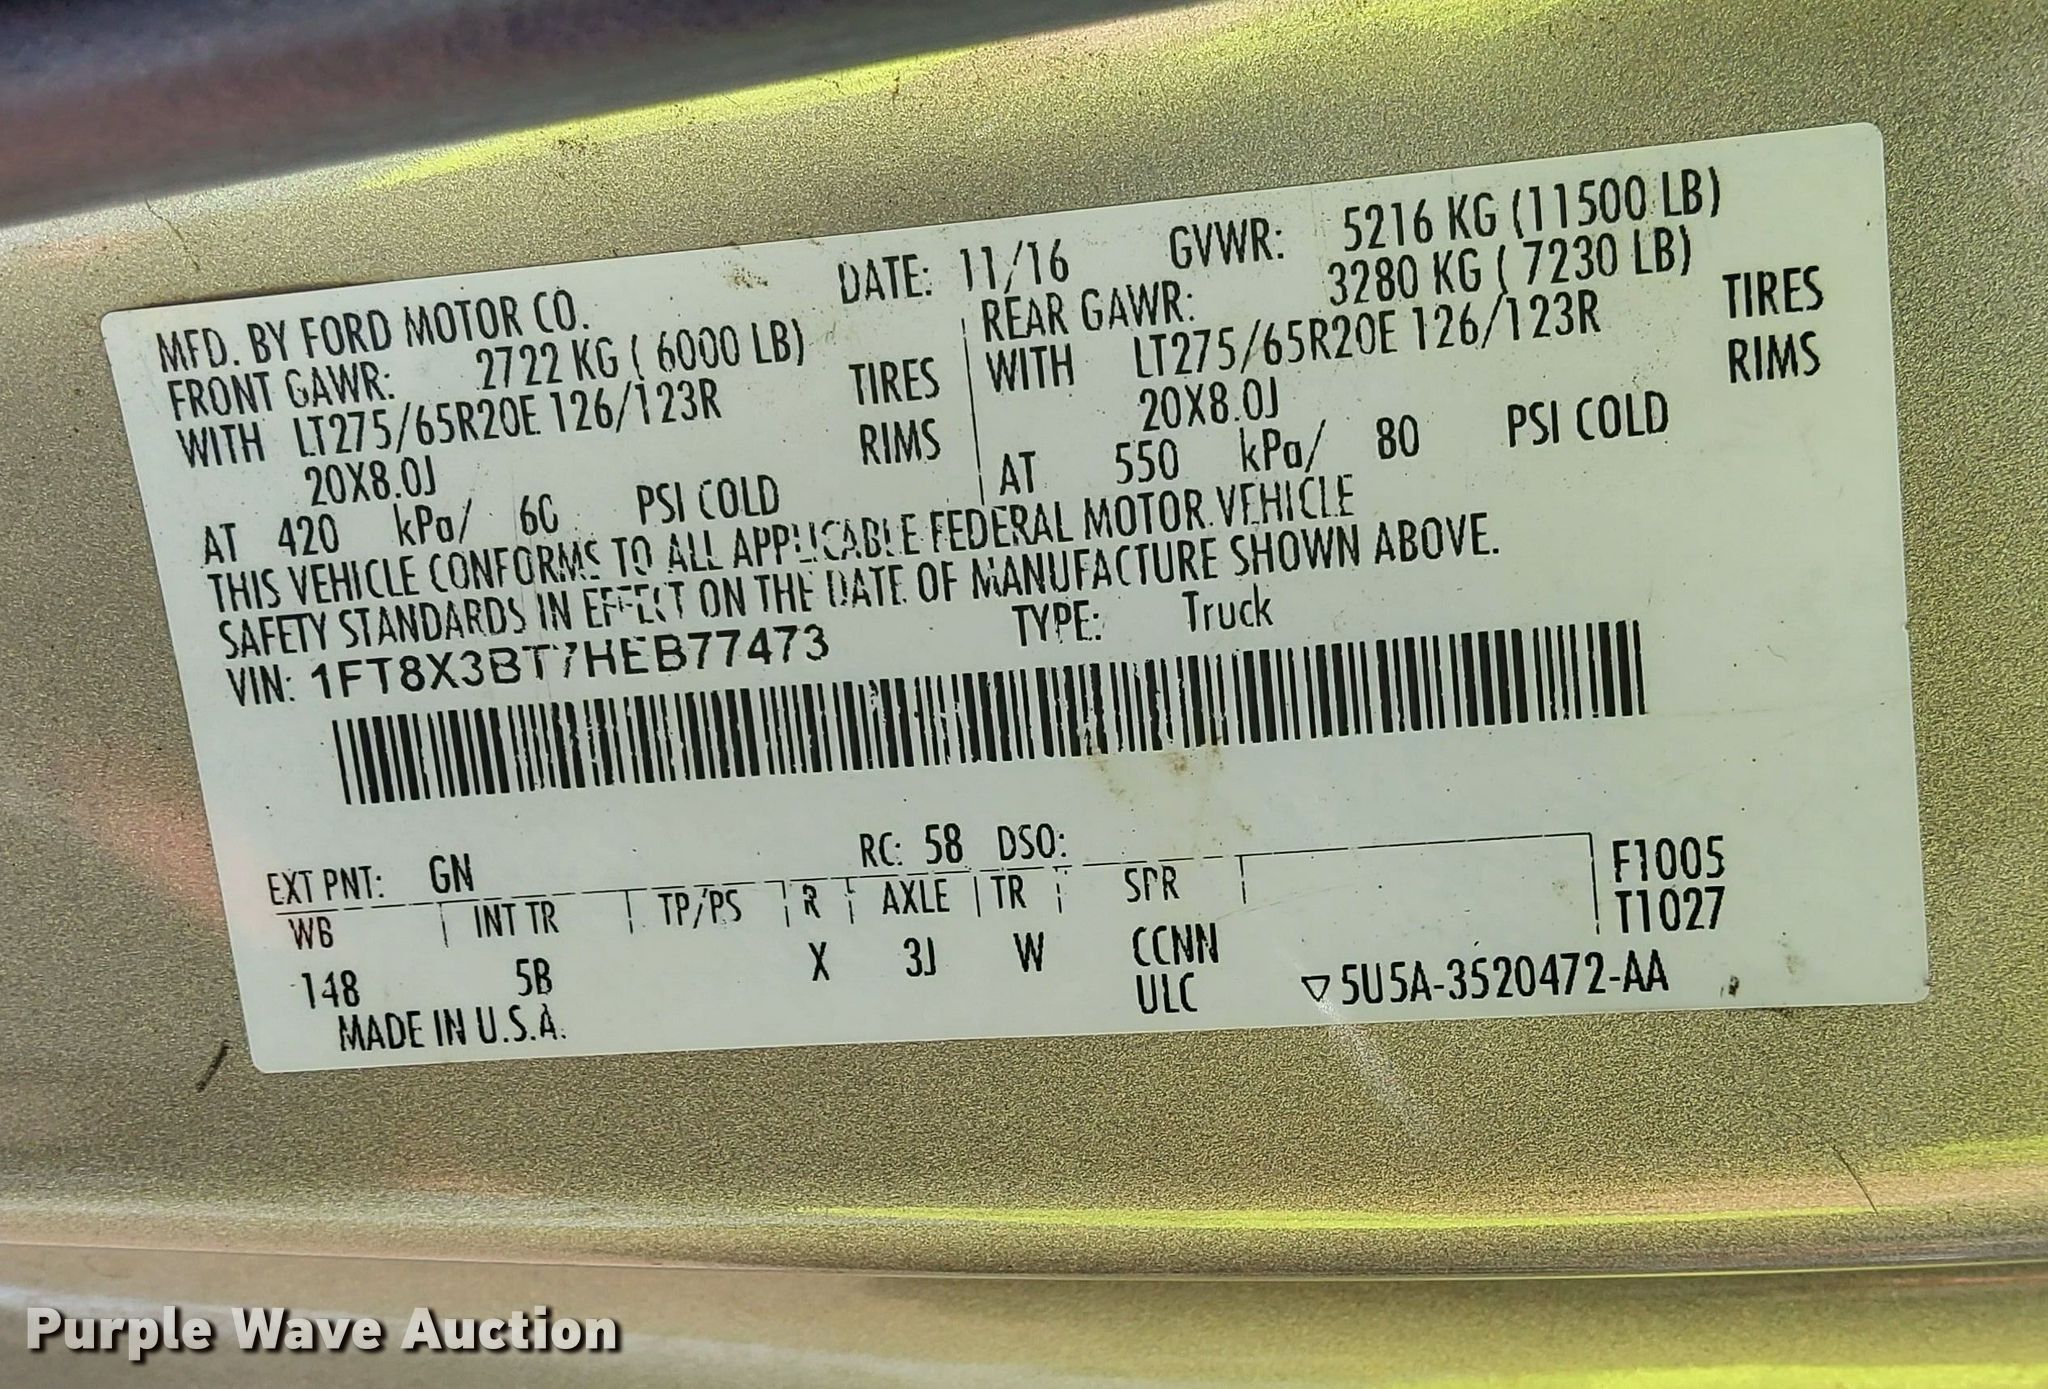 MFD. BY FORD MOTOR CO. DATE: 11/16 GVWR: 5216 KG (11500 LB)
FRONT GAWR: 2722 KG ( 6000 LB) REAR GAWR: 3280 KG ( 7230 LB)
WITH LT275/65R20E 126/123R TIRES WITH LT275/65R20E 126/123R TIRES
20X8.0J RIMS 20X8.0J RIMS
AT 420 kPa/ 60 PSI COLD AT 550 kPa/ 80 PSI COLD
THIS VEHICLE CONFORMS TO ALL APPLICABLE FEDERAL MOTOR VEHICLE
SAFETY STANDARDS IN EFFECT ON THE DATE OF MANUFACTURE SHOWN ABOVE.
VIN: 1FT8X3BT7HEB77473 TYPE: Truck
EXT PNT: GN RC: 58 DSO:
WB INT TR TP/PS R AXLE TR SPR F1005
T1027
148 5B X 3J W CCNN
MADE IN U.S.A. ULC ▽5U5A-3520472-AA
Purple Wave Auction